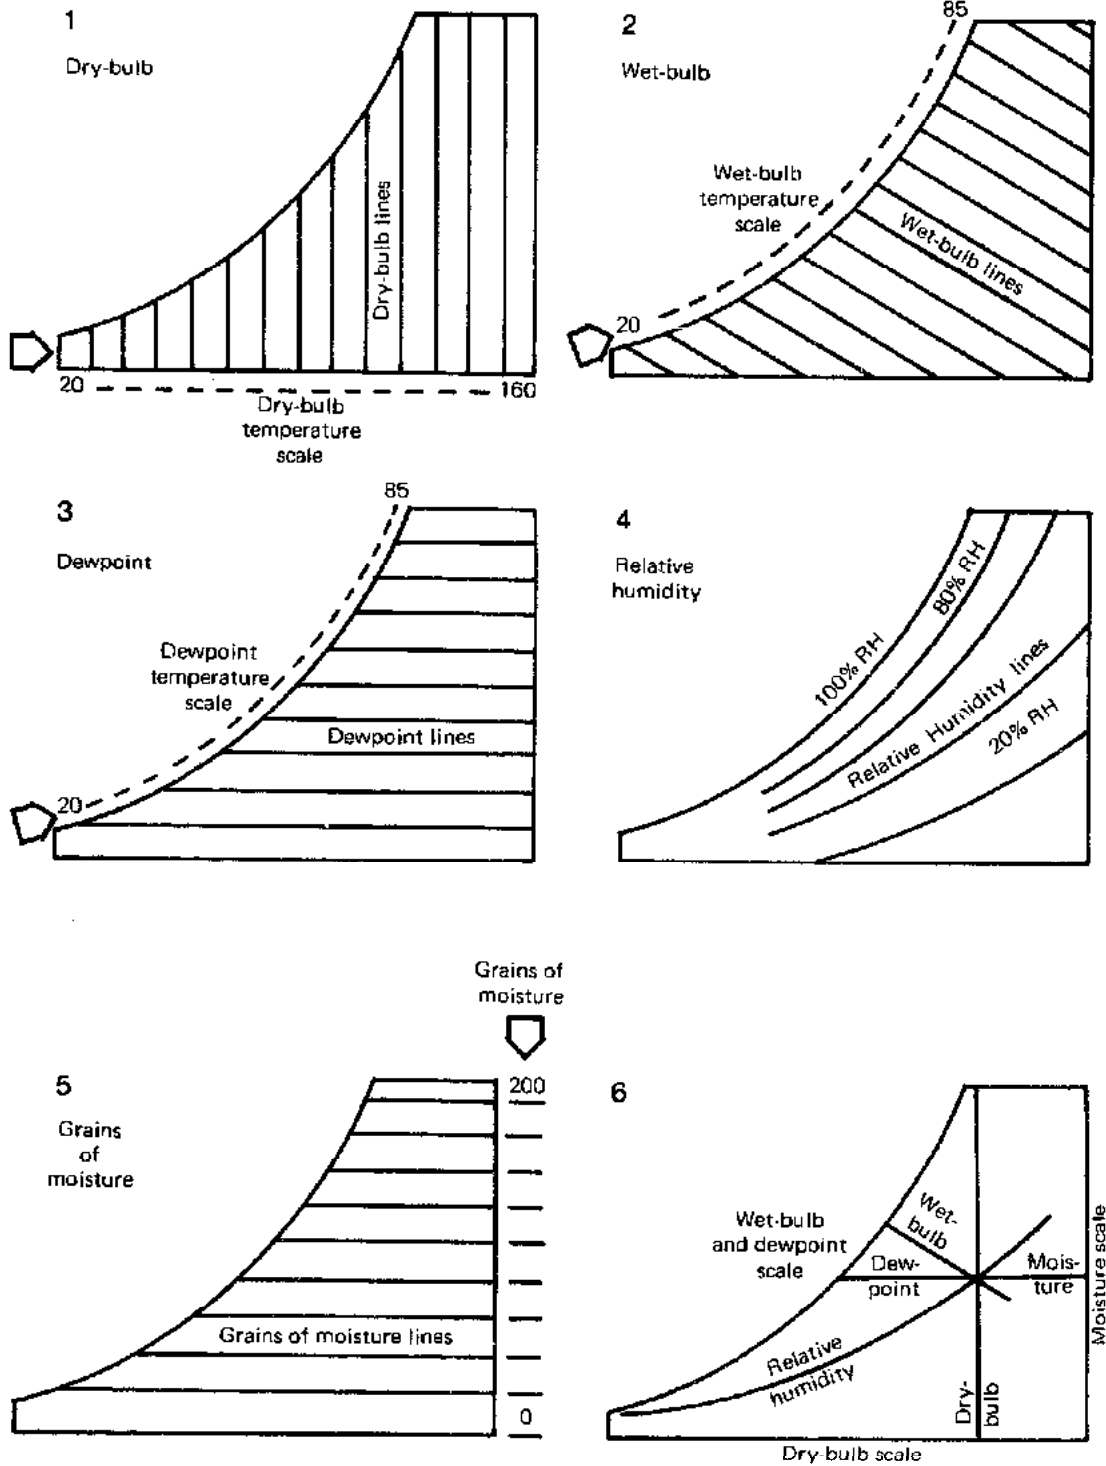 1
Dry-bulb
Dry-bulb lines
20
160
Dry-bulb
temperature
scale
2
Wet-bulb
85
Wet-bulb
temperature
scale
Wet-bulb lines
20
3
Dewpoint
85
Dewpoint
temperature
scale
Dewpoint lines
20
4
Relative
humidity
100% RH
80% RH
Relative Humidity lines
20% RH
5
Grains
of
moisture
Grains of
moisture
200
Grains of moisture lines
0
6
Wet-bulb
and dewpoint
scale
Wet-
bulb
Dew-
point
Mois-
ture
Relative
humidity
Dry-
bulb
Moisture scale
Dry-bulb scale